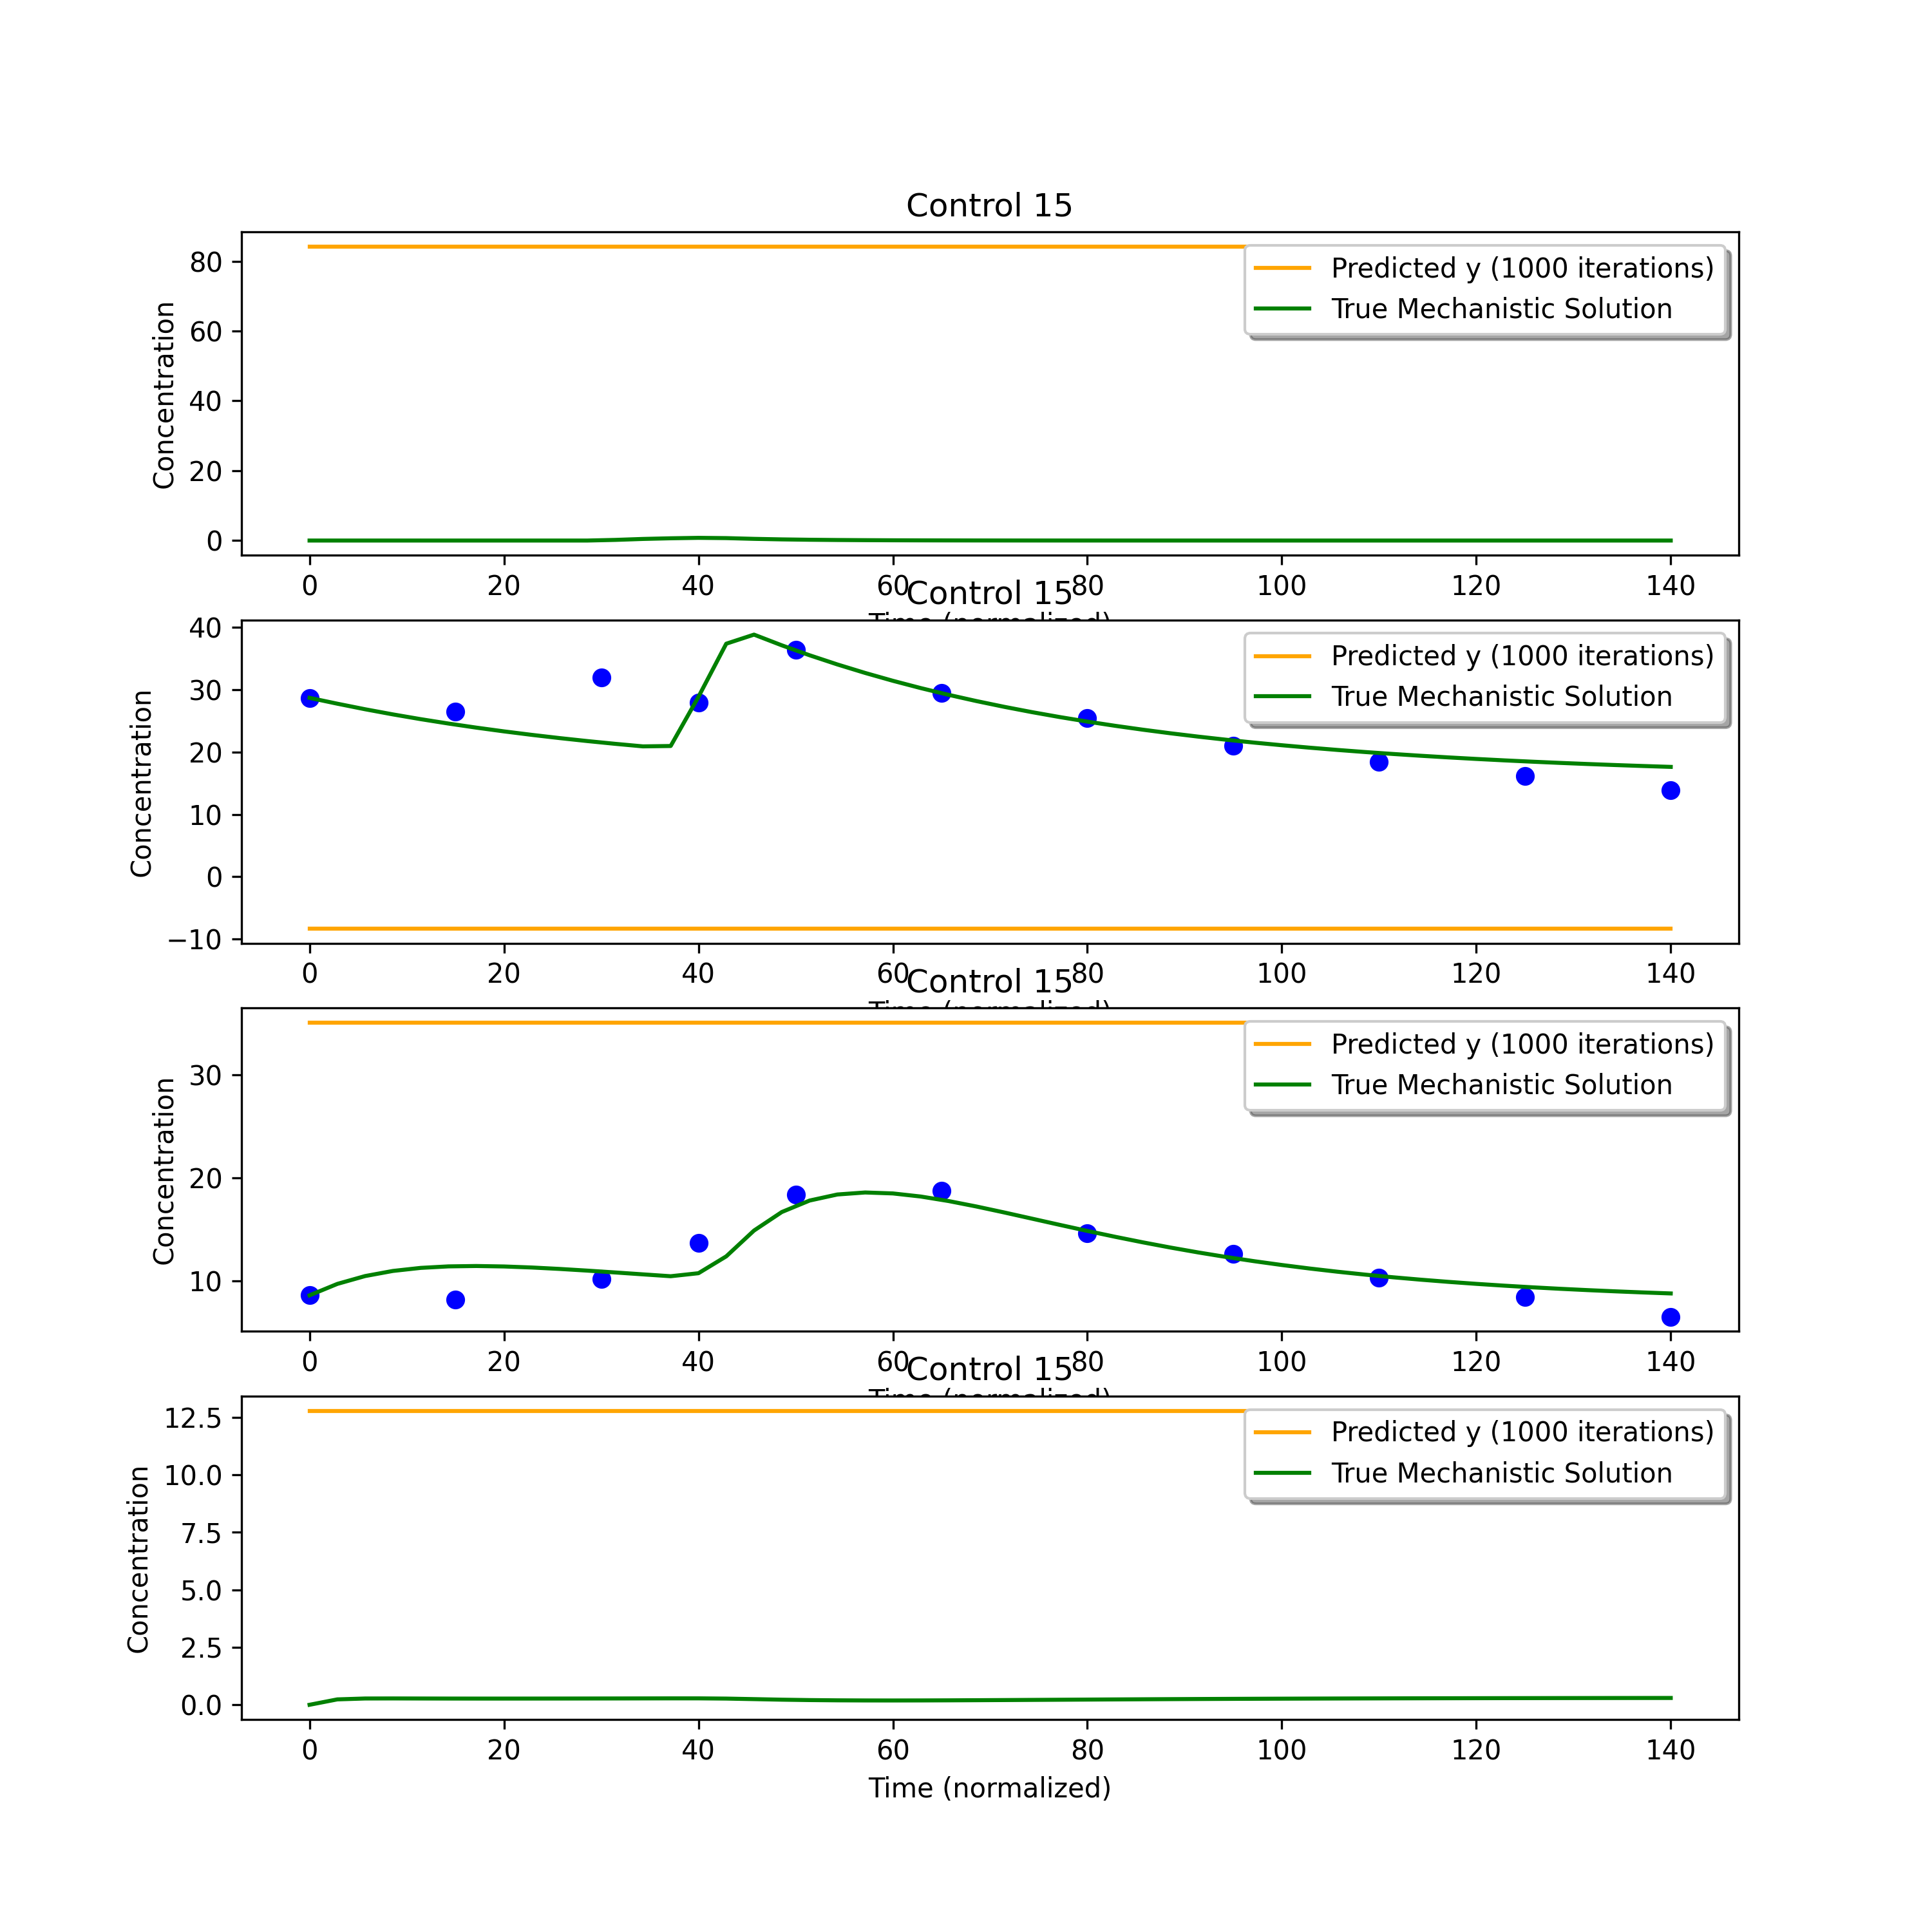 Control 15
80
60
40
20
0
Concentration
Predicted y (1000 iterations)
True Mechanistic Solution
0 20 40 60 80 100 120 140
Control 15
40
30
20
10
0
−10
Concentration
Predicted y (1000 iterations)
True Mechanistic Solution
0 20 40 60 80 100 120 140
Control 15
30
20
10
Concentration
Predicted y (1000 iterations)
True Mechanistic Solution
0 20 40 60 80 100 120 140
Control 15
12.5
10.0
7.5
5.0
2.5
0.0
Concentration
Predicted y (1000 iterations)
True Mechanistic Solution
0 20 40 60 80 100 120 140
Time (normalized)